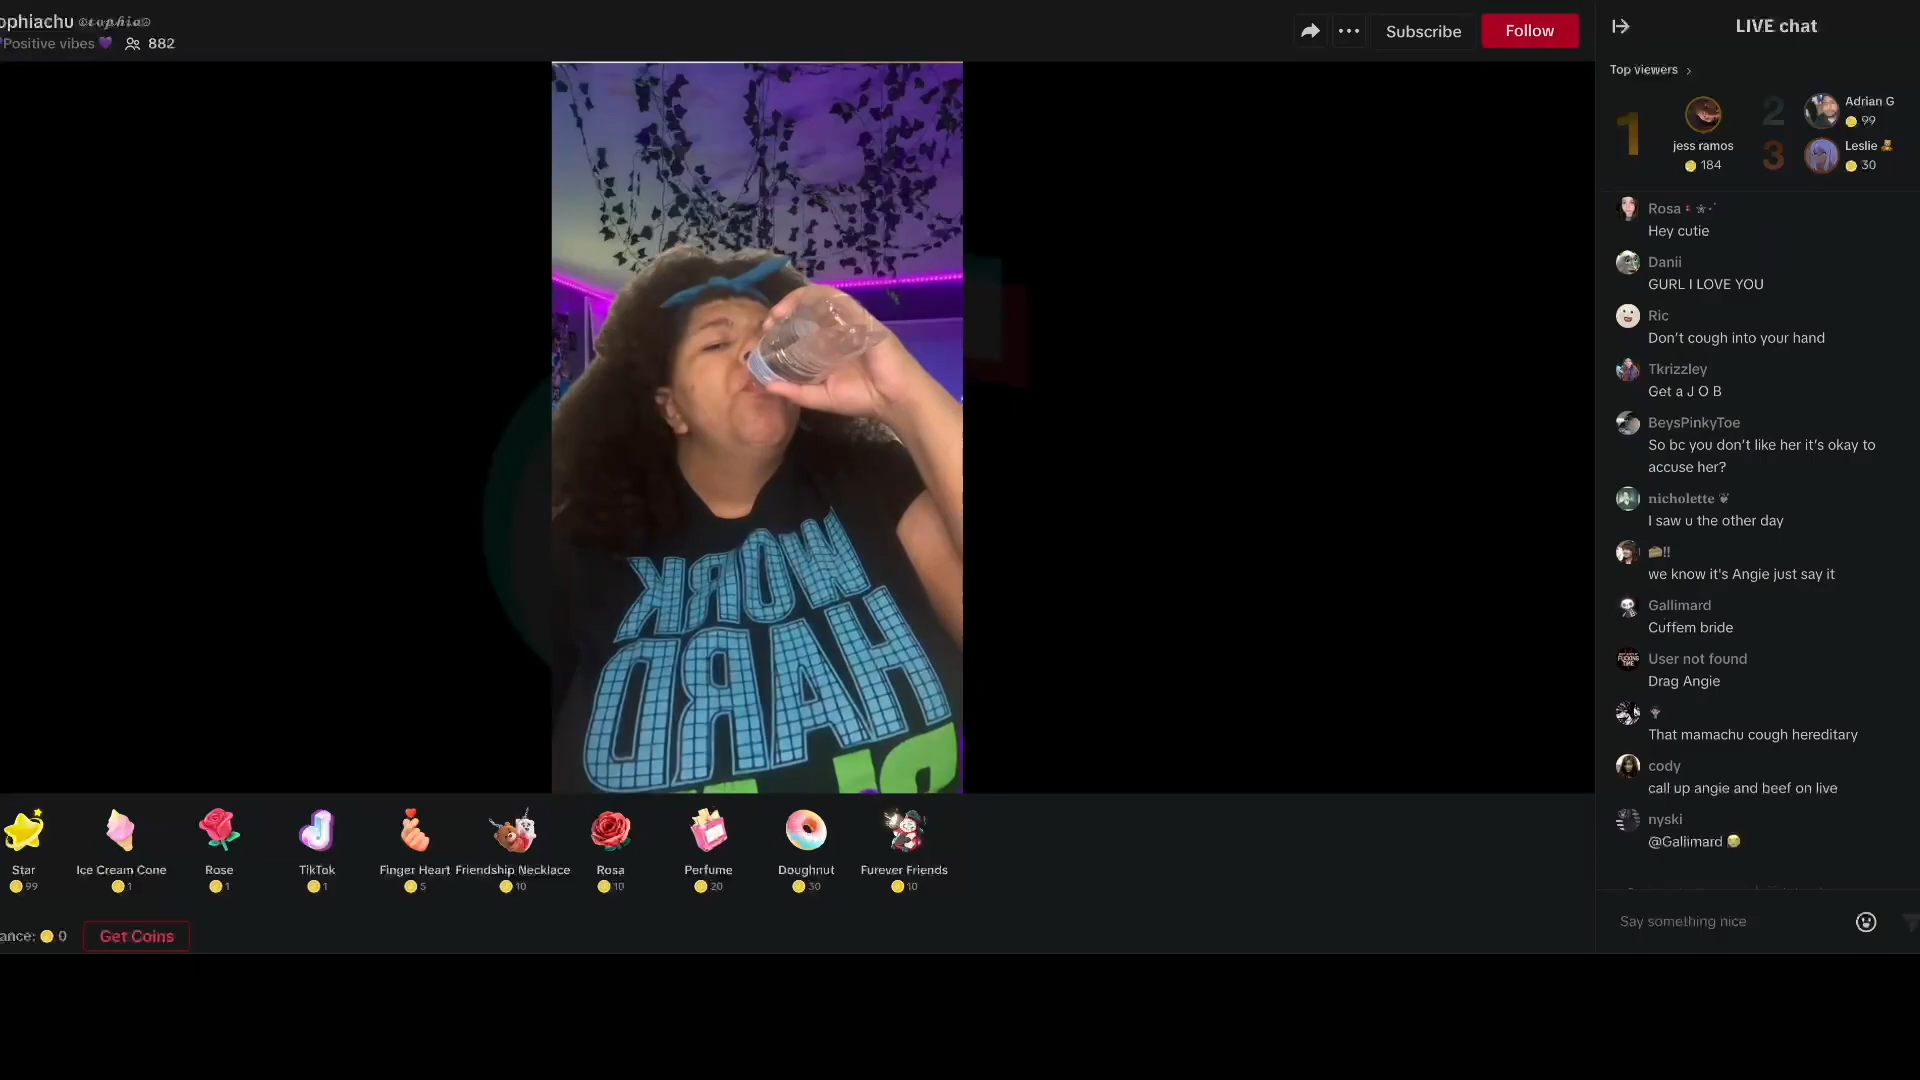 ophiachu @tophia
Positive vibes 💜 882
Subscribe
Follow
LIVE chat
Top viewers >
1
jess ramos
184
2
Adrian G
99
3
Leslie 🧸
30
Rosa
Hey cutie
Danii
GURL I LOVE YOU
Ric
Don’t cough into your hand
Tkrizzley
Get a J O B
BeysPinkyToe
So bc you don’t like her it’s okay to
accuse her?
nicholette ❦
I saw u the other day
🍰!!
we know it's Angie just say it
Gallimard
Cuffem bride
User not found
Drag Angie
That mamachu cough hereditary
cody
call up angie and beef on live
nyski
@Gallimard
Say something nice
WORK
HARD
Star
99
Ice Cream Cone
1
Rose
1
TikTok
1
Finger Heart
5
Friendship Necklace
10
Rosa
10
Perfume
20
Doughnut
30
Furever Friends
10
ance: 0
Get Coins